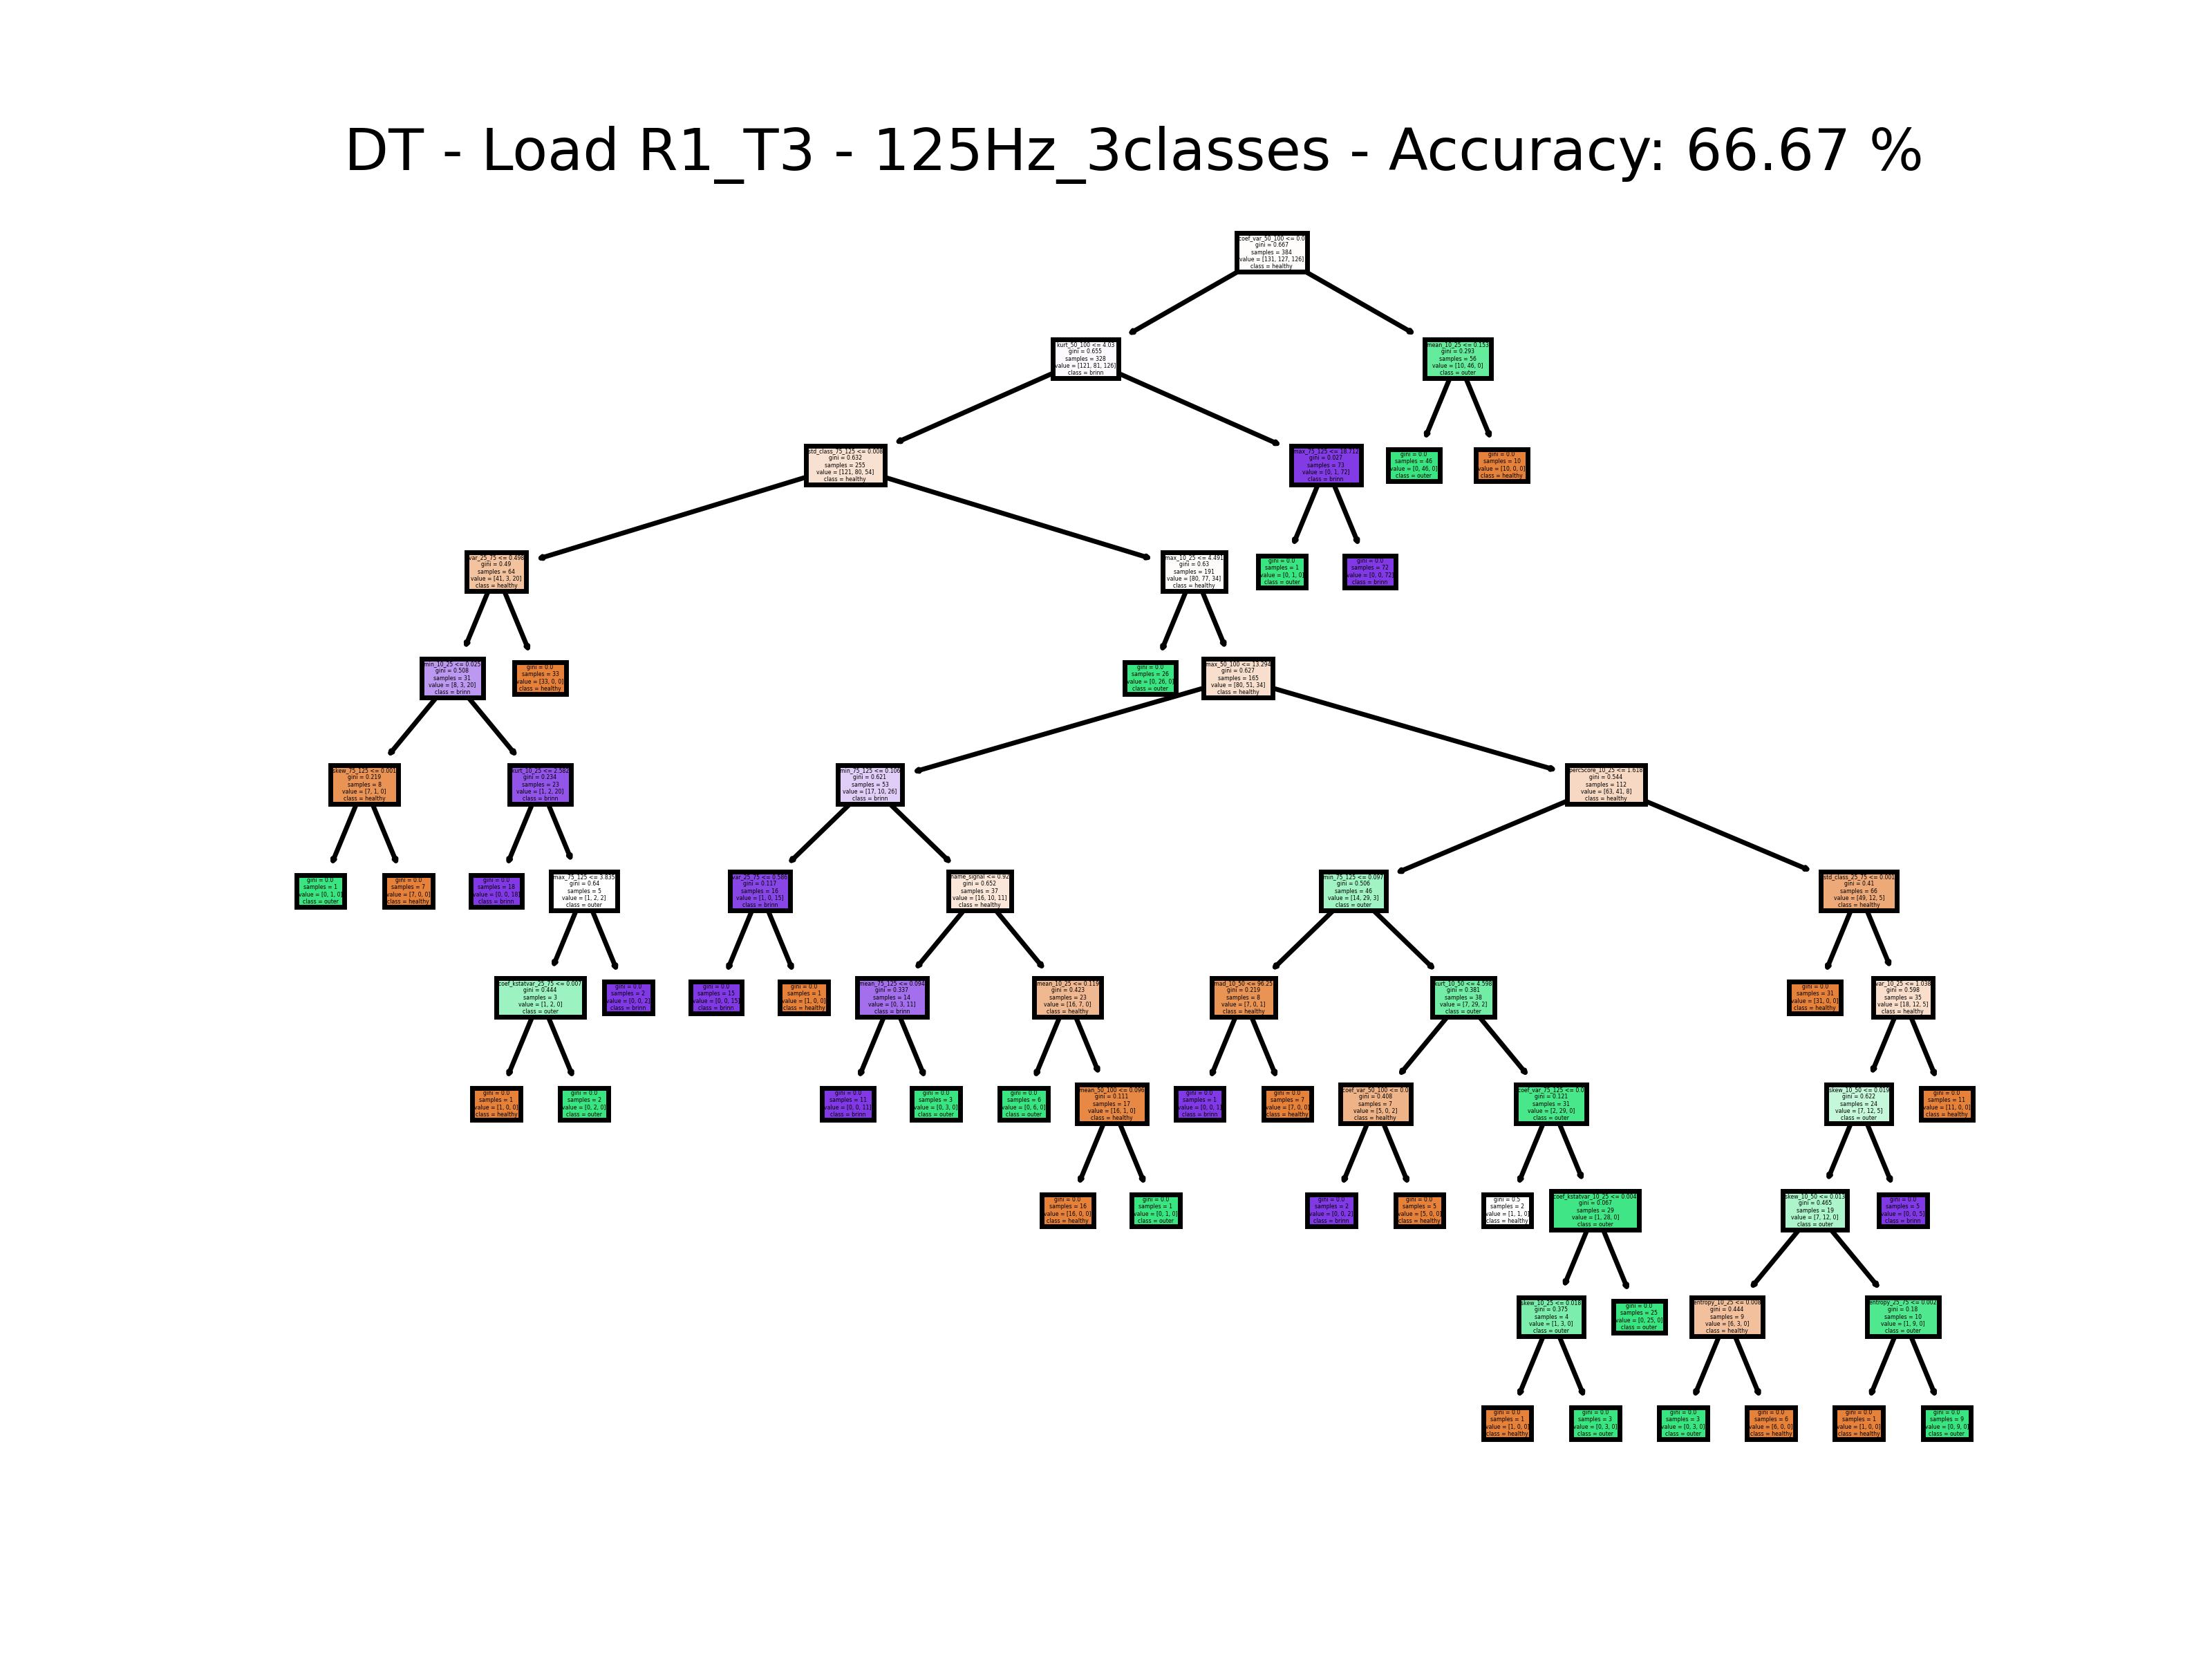 DT - Load R1_T3 - 125Hz_3classes - Accuracy: 66.67 %
coef_var_50_100 <= 0.0
gini = 0.667
samples = 384
value = [131, 127, 126]
class = healthy
kurt_50_100 <= 4.03
gini = 0.655
samples = 328
value = [121, 81, 126]
class = brinn
mean_10_25 <= 0.153
gini = 0.293
samples = 56
value = [10, 46, 0]
class = outer
std_class_75_125 <= 0.008
gini = 0.632
samples = 255
value = [121, 80, 54]
class = healthy
max_75_125 <= 18.712
gini = 0.027
samples = 73
value = [0, 1, 72]
class = brinn
gini = 0.0
samples = 46
value = [0, 46, 0]
class = outer
gini = 0.0
samples = 10
value = [10, 0, 0]
class = healthy
var_25_75 <= 0.498
gini = 0.49
samples = 64
value = [41, 3, 20]
class = healthy
max_10_25 <= 4.491
gini = 0.63
samples = 191
value = [80, 77, 34]
class = healthy
gini = 0.0
samples = 1
value = [0, 1, 0]
class = outer
gini = 0.0
samples = 72
value = [0, 0, 72]
class = brinn
min_10_25 <= 0.025
gini = 0.508
samples = 31
value = [8, 3, 20]
class = brinn
gini = 0.0
samples = 33
value = [33, 0, 0]
class = healthy
gini = 0.0
samples = 26
value = [0, 26, 0]
class = outer
max_50_100 <= 13.294
gini = 0.627
samples = 165
value = [80, 51, 34]
class = healthy
skew_75_125 <= 0.001
gini = 0.219
samples = 8
value = [7, 1, 0]
class = healthy
kurt_10_25 <= 2.582
gini = 0.234
samples = 23
value = [1, 2, 20]
class = brinn
min_75_125 <= 0.106
gini = 0.621
samples = 53
value = [17, 10, 26]
class = brinn
percScore_10_25 <= 1.618
gini = 0.544
samples = 112
value = [63, 41, 8]
class = healthy
gini = 0.0
samples = 1
value = [0, 1, 0]
class = outer
gini = 0.0
samples = 7
value = [7, 0, 0]
class = healthy
gini = 0.0
samples = 18
value = [0, 0, 18]
class = brinn
max_75_125 <= 3.835
gini = 0.64
samples = 5
value = [1, 2, 2]
class = outer
var_25_75 <= 0.586
gini = 0.117
samples = 16
value = [1, 0, 15]
class = brinn
name_signal <= 0.92
gini = 0.652
samples = 37
value = [16, 10, 11]
class = healthy
min_75_125 <= 0.097
gini = 0.506
samples = 46
value = [14, 29, 3]
class = outer
std_class_25_75 <= 0.002
gini = 0.41
samples = 66
value = [49, 12, 5]
class = healthy
coef_kstatvar_25_75 <= 0.007
gini = 0.444
samples = 3
value = [1, 2, 0]
class = outer
gini = 0.0
samples = 2
value = [0, 0, 2]
class = brinn
gini = 0.0
samples = 15
value = [0, 0, 15]
class = brinn
gini = 0.0
samples = 1
value = [1, 0, 0]
class = healthy
mean_75_125 <= 0.094
gini = 0.337
samples = 14
value = [0, 3, 11]
class = brinn
mean_10_25 <= 0.119
gini = 0.423
samples = 23
value = [16, 7, 0]
class = healthy
mad_10_50 <= 96.25
gini = 0.219
samples = 8
value = [7, 0, 1]
class = healthy
kurt_10_50 <= 4.598
gini = 0.381
samples = 38
value = [7, 29, 2]
class = outer
gini = 0.0
samples = 31
value = [31, 0, 0]
class = healthy
var_10_25 <= 1.038
gini = 0.598
samples = 35
value = [18, 12, 5]
class = healthy
gini = 0.0
samples = 1
value = [1, 0, 0]
class = healthy
gini = 0.0
samples = 2
value = [0, 2, 0]
class = outer
gini = 0.0
samples = 11
value = [0, 0, 11]
class = brinn
gini = 0.0
samples = 3
value = [0, 3, 0]
class = outer
gini = 0.0
samples = 6
value = [0, 6, 0]
class = outer
mean_50_100 <= 0.096
gini = 0.111
samples = 17
value = [16, 1, 0]
class = healthy
gini = 0.0
samples = 1
value = [0, 0, 1]
class = brinn
gini = 0.0
samples = 7
value = [7, 0, 0]
class = healthy
coef_var_50_100 <= 0.0
gini = 0.408
samples = 7
value = [5, 0, 2]
class = healthy
coef_var_75_125 <= 0.0
gini = 0.121
samples = 31
value = [2, 29, 0]
class = outer
skew_10_50 <= 0.019
gini = 0.622
samples = 24
value = [7, 12, 5]
class = outer
gini = 0.0
samples = 11
value = [11, 0, 0]
class = healthy
gini = 0.0
samples = 16
value = [16, 0, 0]
class = healthy
gini = 0.0
samples = 1
value = [0, 1, 0]
class = outer
gini = 0.0
samples = 2
value = [0, 0, 2]
class = brinn
gini = 0.0
samples = 5
value = [5, 0, 0]
class = healthy
gini = 0.5
samples = 2
value = [1, 1, 0]
class = healthy
coef_kstatvar_10_25 <= 0.004
gini = 0.067
samples = 29
value = [1, 28, 0]
class = outer
skew_10_50 <= 0.013
gini = 0.465
samples = 19
value = [7, 12, 0]
class = outer
gini = 0.0
samples = 5
value = [0, 0, 5]
class = brinn
skew_10_25 <= 0.018
gini = 0.375
samples = 4
value = [1, 3, 0]
class = outer
gini = 0.0
samples = 25
value = [0, 25, 0]
class = outer
entropy_10_25 <= 0.008
gini = 0.444
samples = 9
value = [6, 3, 0]
class = healthy
entropy_25_75 <= 0.002
gini = 0.18
samples = 10
value = [1, 9, 0]
class = outer
gini = 0.0
samples = 1
value = [1, 0, 0]
class = healthy
gini = 0.0
samples = 3
value = [0, 3, 0]
class = outer
gini = 0.0
samples = 3
value = [0, 3, 0]
class = outer
gini = 0.0
samples = 6
value = [6, 0, 0]
class = healthy
gini = 0.0
samples = 1
value = [1, 0, 0]
class = healthy
gini = 0.0
samples = 9
value = [0, 9, 0]
class = outer